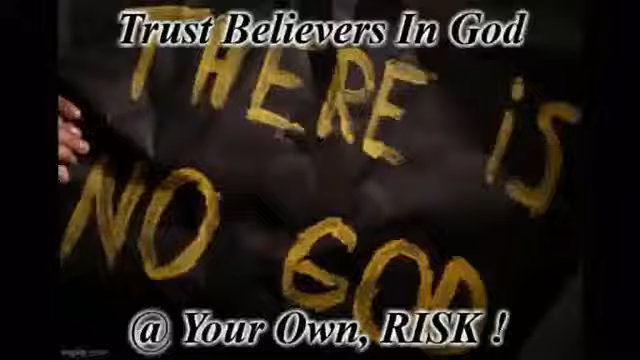 Trust Believers In God
THERE iS
NO GOD
@ Your Own, RISK !